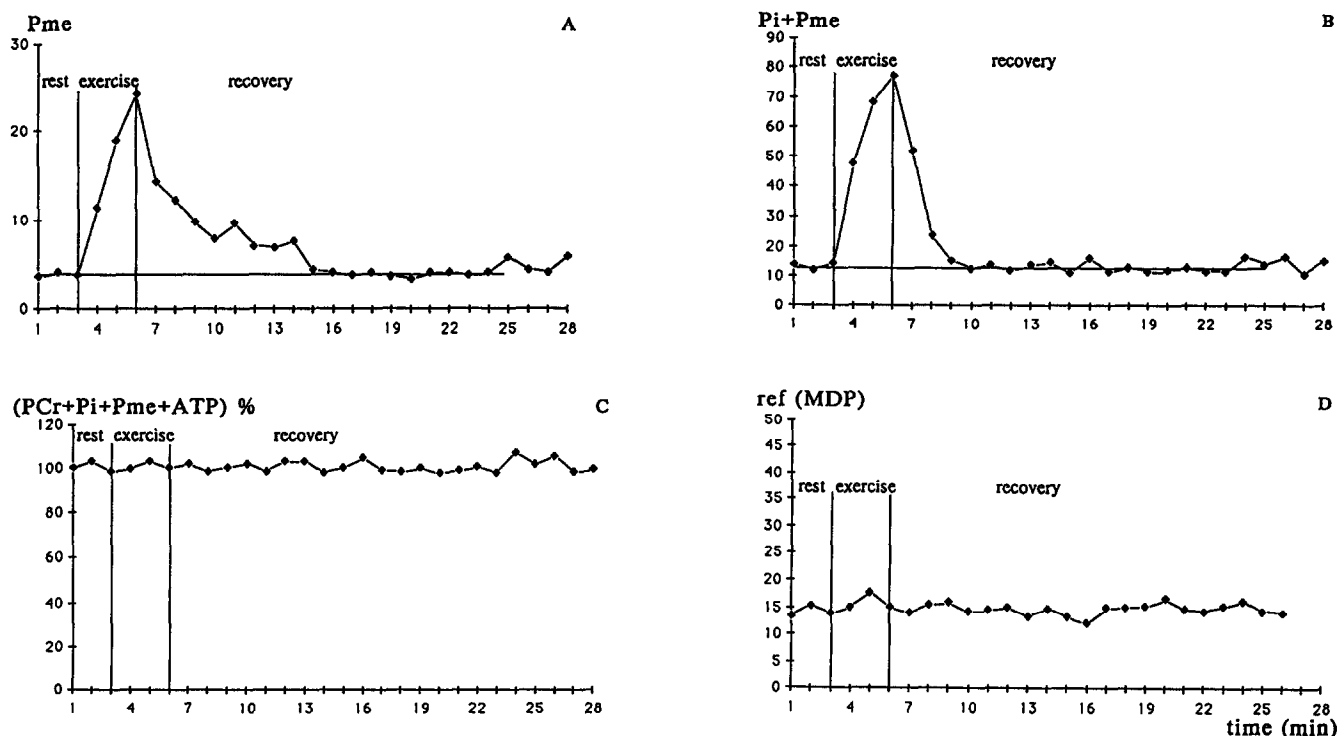 Pme
A
30
20
10
0
rest exercise recovery
1 4 7 10 13 16 19 22 25 28
Pi+Pme
B
90
80
70
60
50
40
30
20
10
0
rest exercise recovery
1 4 7 10 13 16 19 22 25 28
(PCr+Pi+Pme+ATP) %
C
120
100
80
60
40
20
0
rest exercise recovery
1 4 7 10 13 16 19 22 25 28
ref (MDP)
D
50
45
40
35
30
25
20
15
10
5
0
rest exercise recovery
1 4 7 10 13 16 19 22 25 28
time (min)